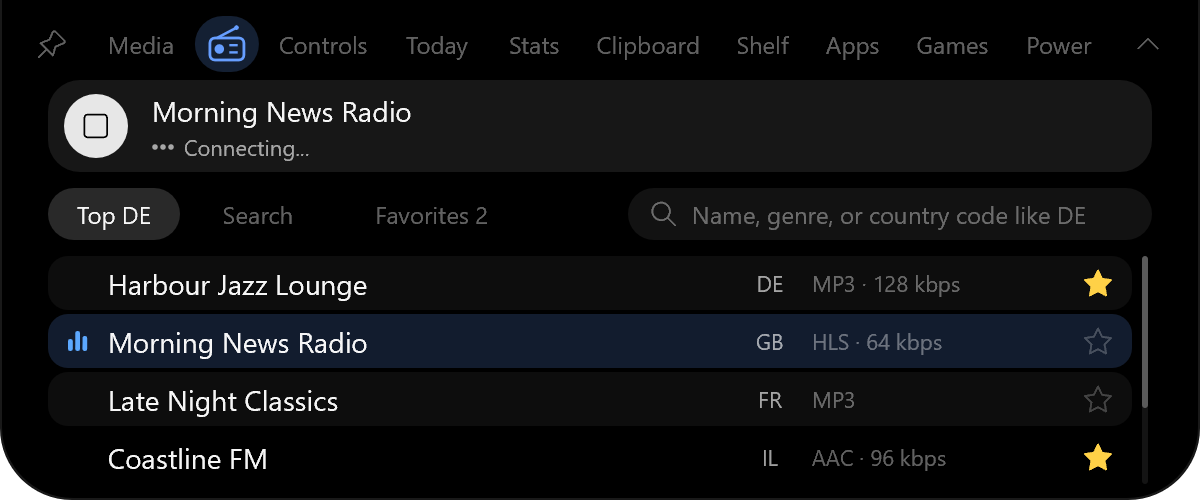 Media Controls Today Stats Clipboard Shelf Apps Games Power
Morning News Radio
••• Connecting...
Top DE Search Favorites 2 Name, genre, or country code like DE
Harbour Jazz Lounge DE MP3 · 128 kbps
Morning News Radio GB HLS · 64 kbps
Late Night Classics FR MP3
Coastline FM IL AAC · 96 kbps